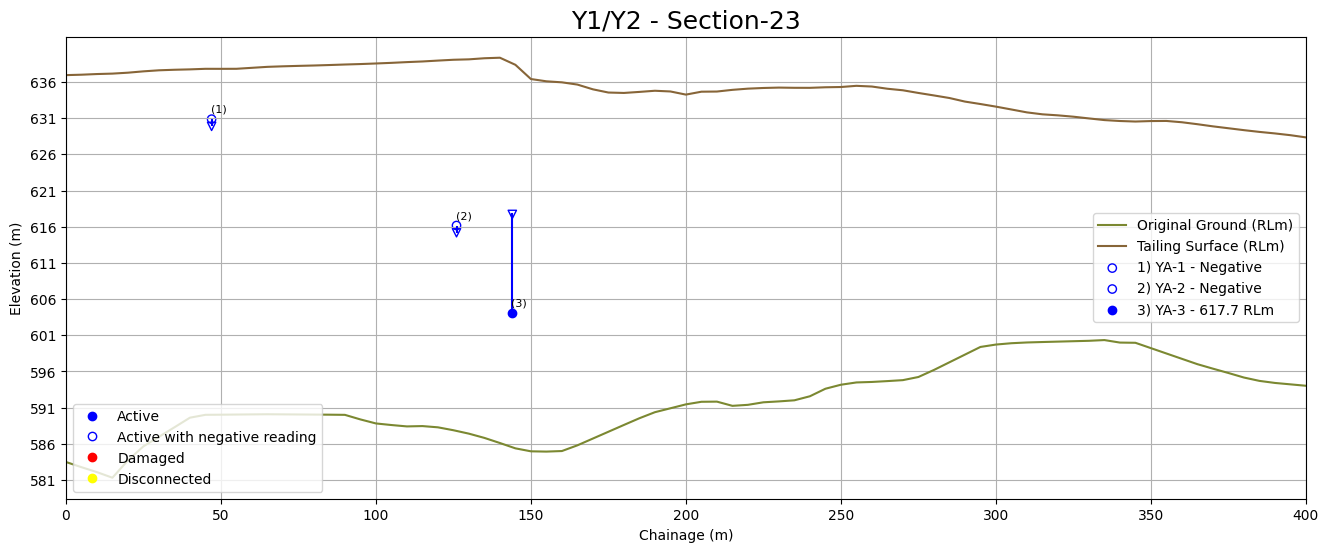 Y1/Y2 - Section-23
Elevation (m)
636
631
626
621
616
611
606
601
596
591
586
581
(1)
(2)
(3)
Original Ground (RLm)
Tailing Surface (RLm)
1) YA-1 - Negative
2) YA-2 - Negative
3) YA-3 - 617.7 RLm
Active
Active with negative reading
Damaged
Disconnected
0 50 100 150 200 250 300 350 400
Chainage (m)